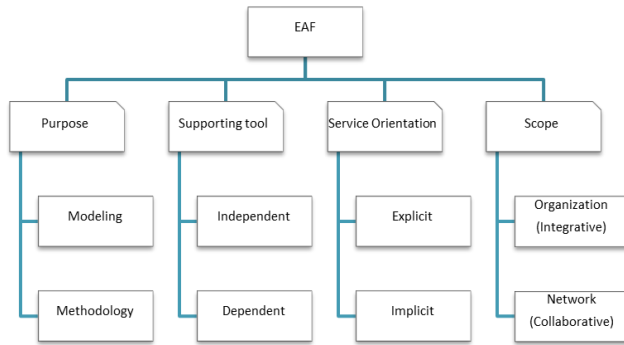 EAF
Purpose
Supporting tool
Service Orientation
Scope
Modeling
Independent
Explicit
Organization
(Integrative)
Methodology
Dependent
Implicit
Network
(Collaborative)